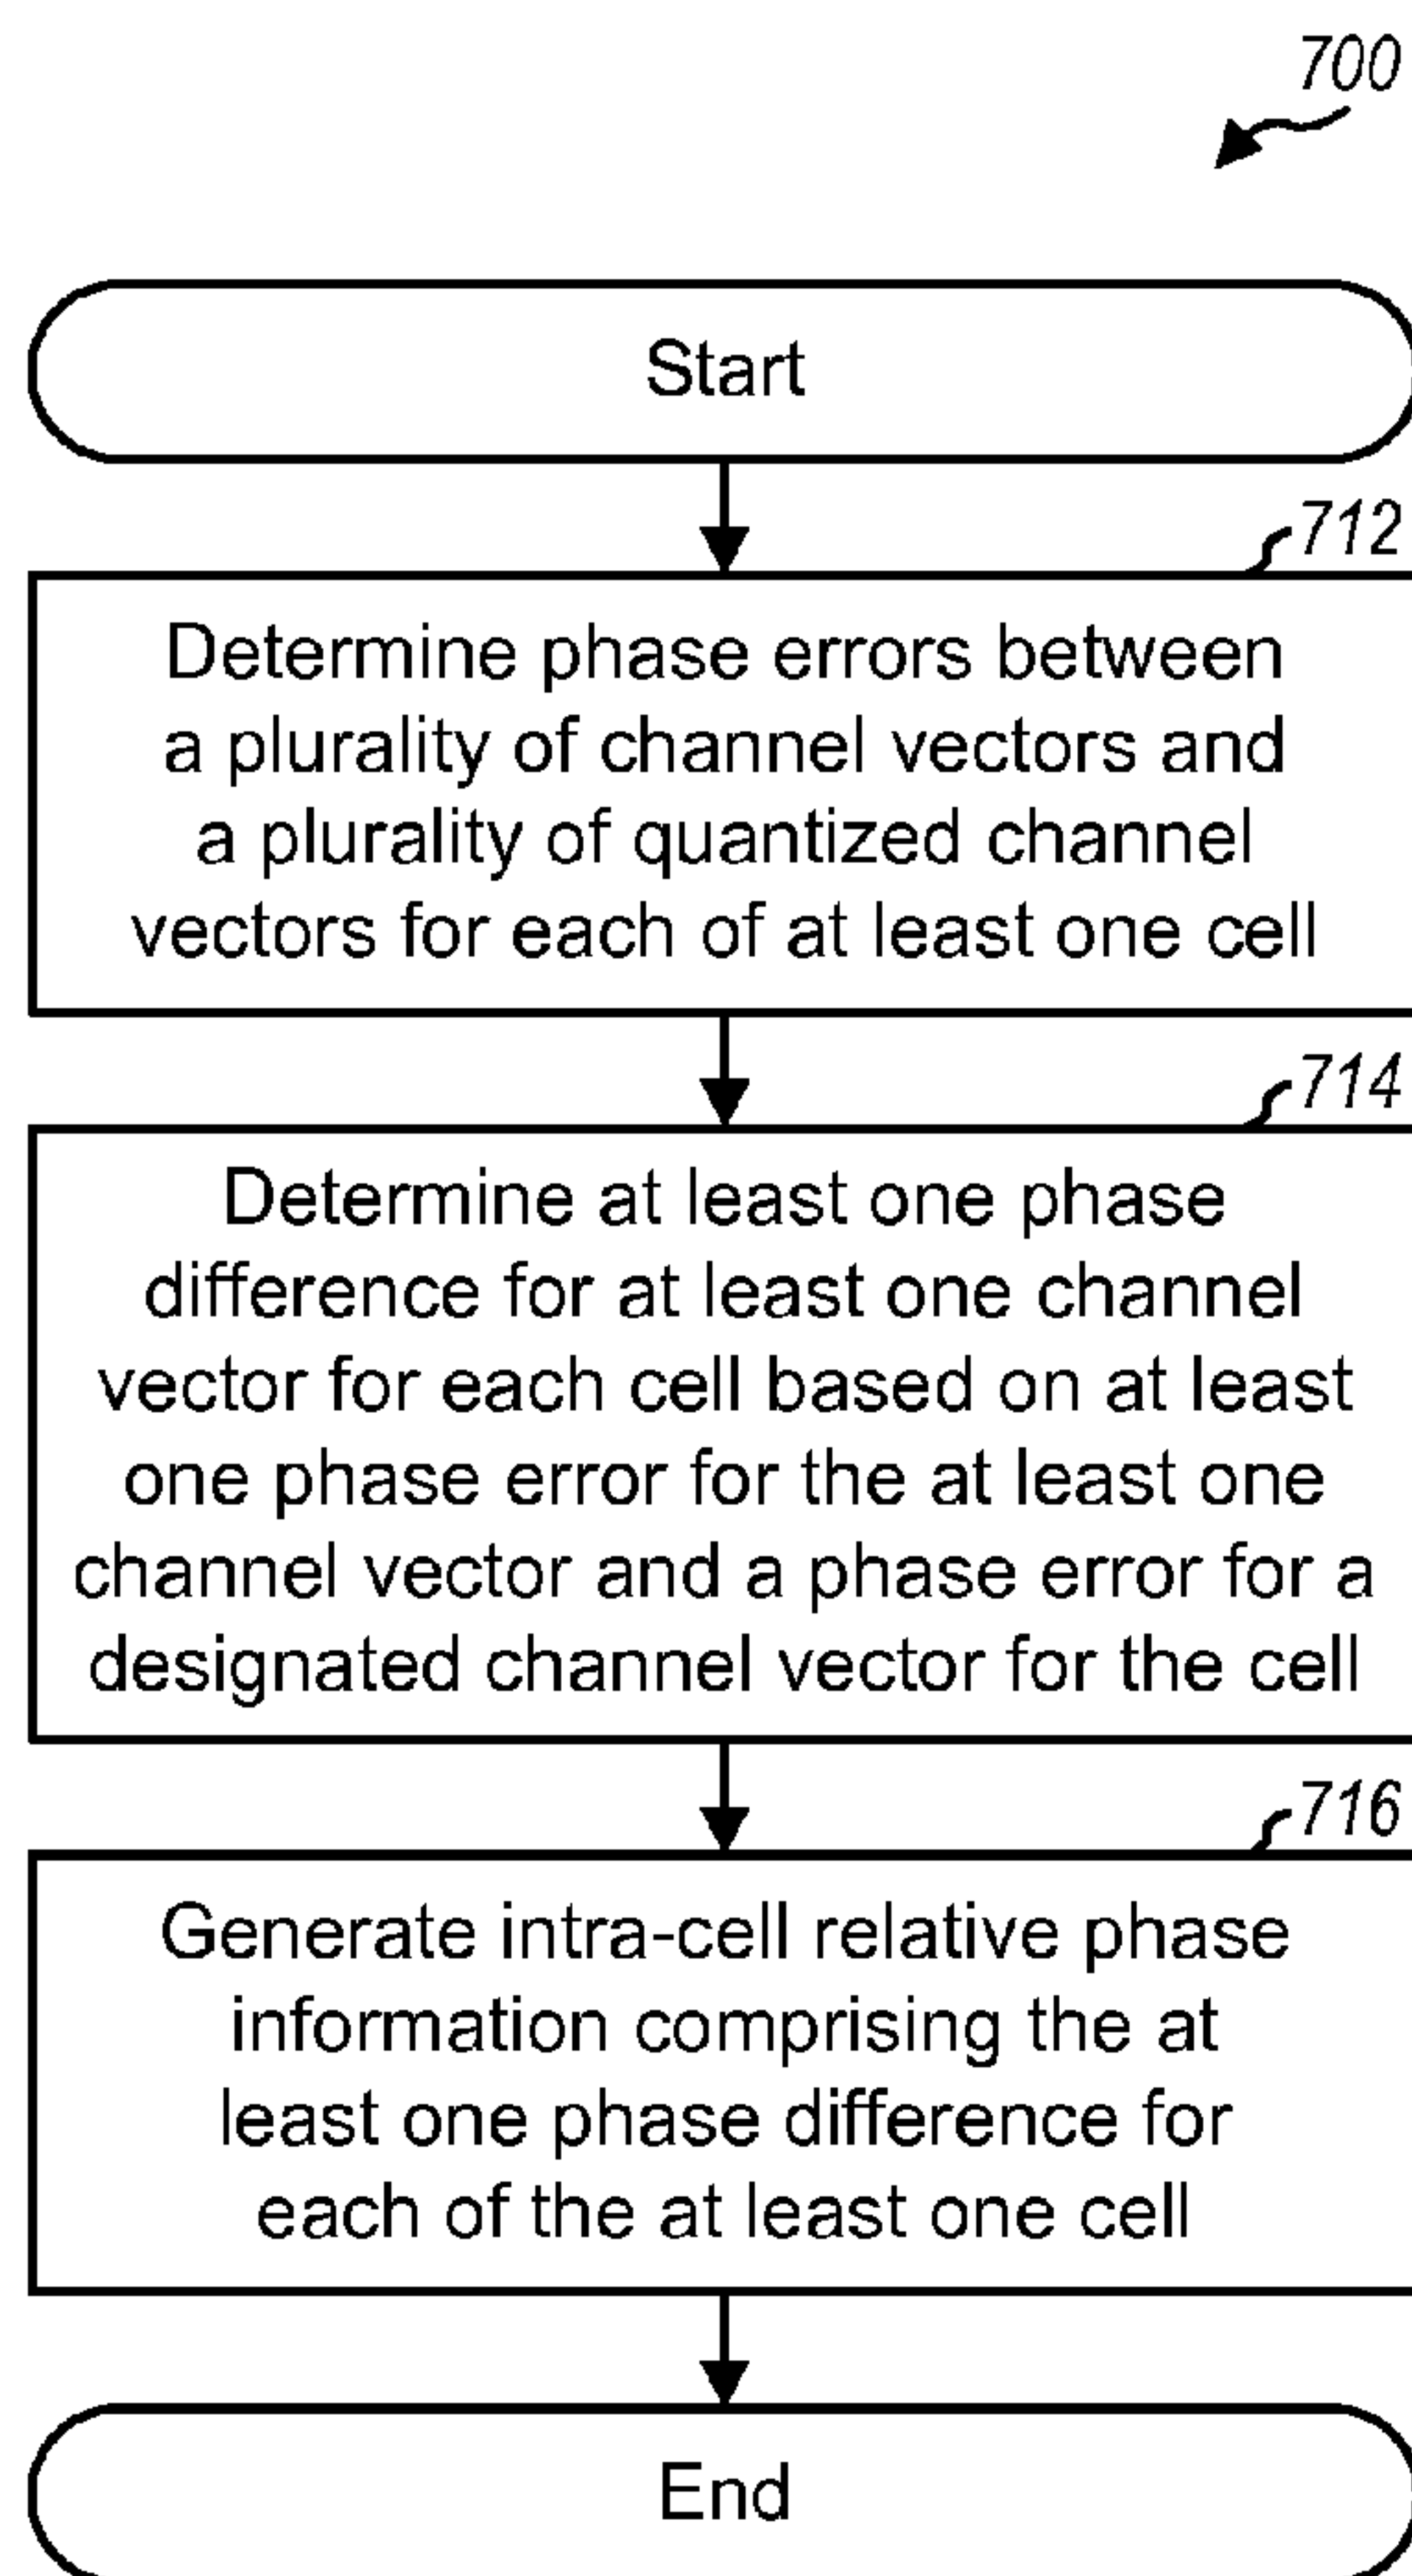 700
Start
712
Determine phase errors between
a plurality of channel vectors and
a plurality of quantized channel
vectors for each of at least one cell
714
Determine at least one phase
difference for at least one channel
vector for each cell based on at least
one phase error for the at least one
channel vector and a phase error for a
designated channel vector for the cell
716
Generate intra-cell relative phase
information comprising the at
least one phase difference for
each of the at least one cell
End